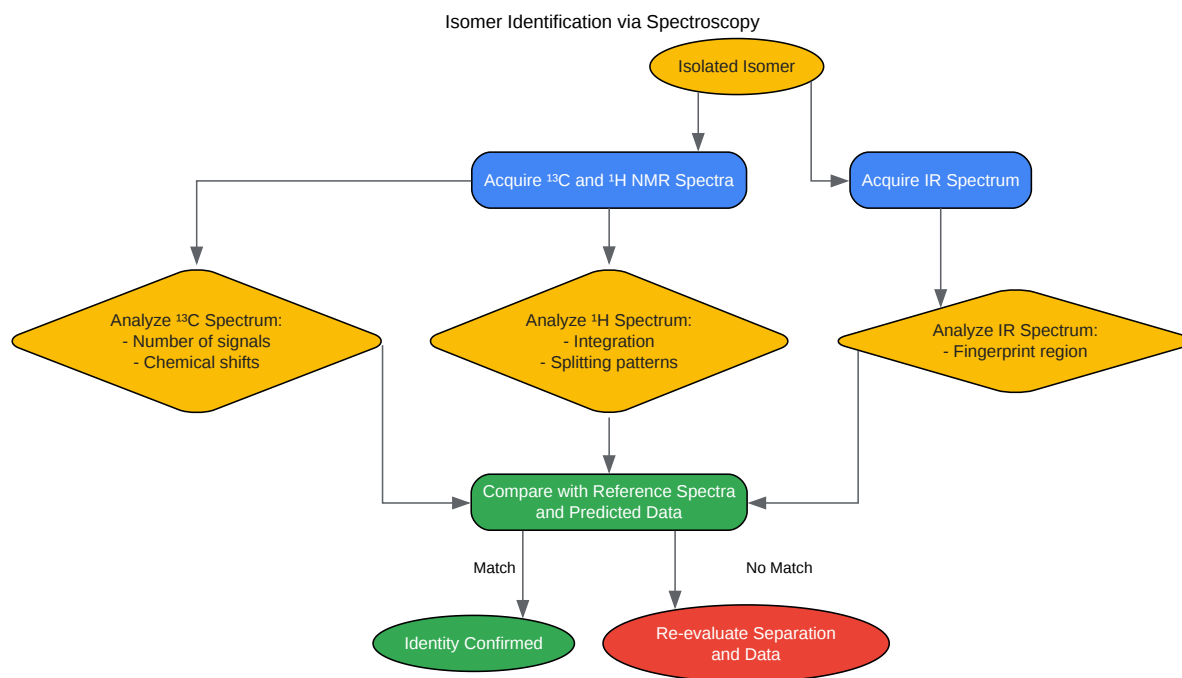 Isomer Identification via Spectroscopy
Isolated Isomer
Acquire ¹³C and ¹H NMR Spectra
Acquire IR Spectrum
Analyze ¹³C Spectrum:
- Number of signals
- Chemical shifts
Analyze ¹H Spectrum:
- Integration
- Splitting patterns
Analyze IR Spectrum:
- Fingerprint region
Compare with Reference Spectra
and Predicted Data
Match
No Match
Identity Confirmed
Re-evaluate Separation
and Data